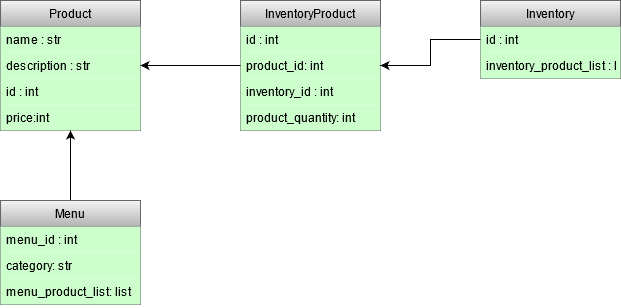 Product
name : str
description : str
id : int
price:int
InventoryProduct
id : int
product_id: int
inventory_id : int
product_quantity: int
Inventory
id : int
inventory_product_list : l
Menu
menu_id : int
category: str
menu_product_list: list